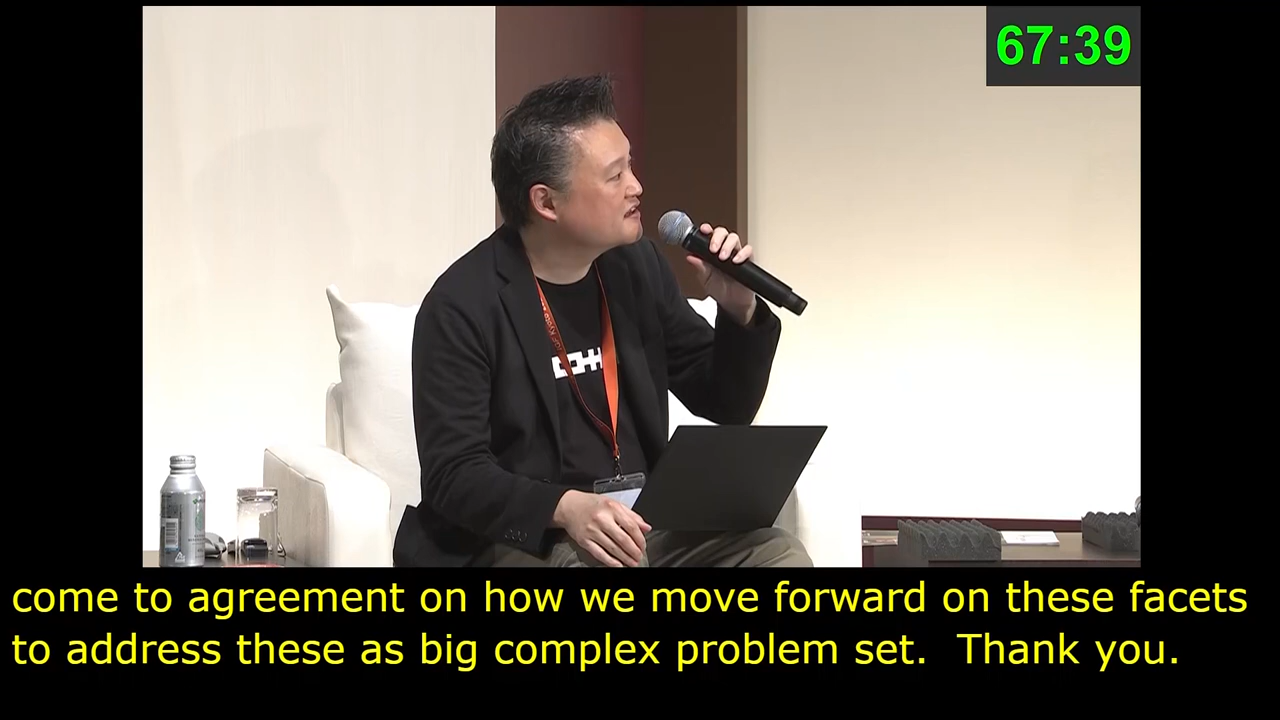 67:39
come to agreement on how we move forward on these facets
to address these as big complex problem set.  Thank you.